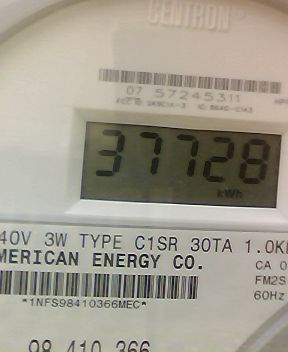 CENTRON
07 57245311
37728
kWh
40V 3W TYPE C1SR 30TA 1.0K
MERICAN ENERGY CO.
CA 0
FM2S
60Hz
*1NFS98410366MEC*
98 410 366